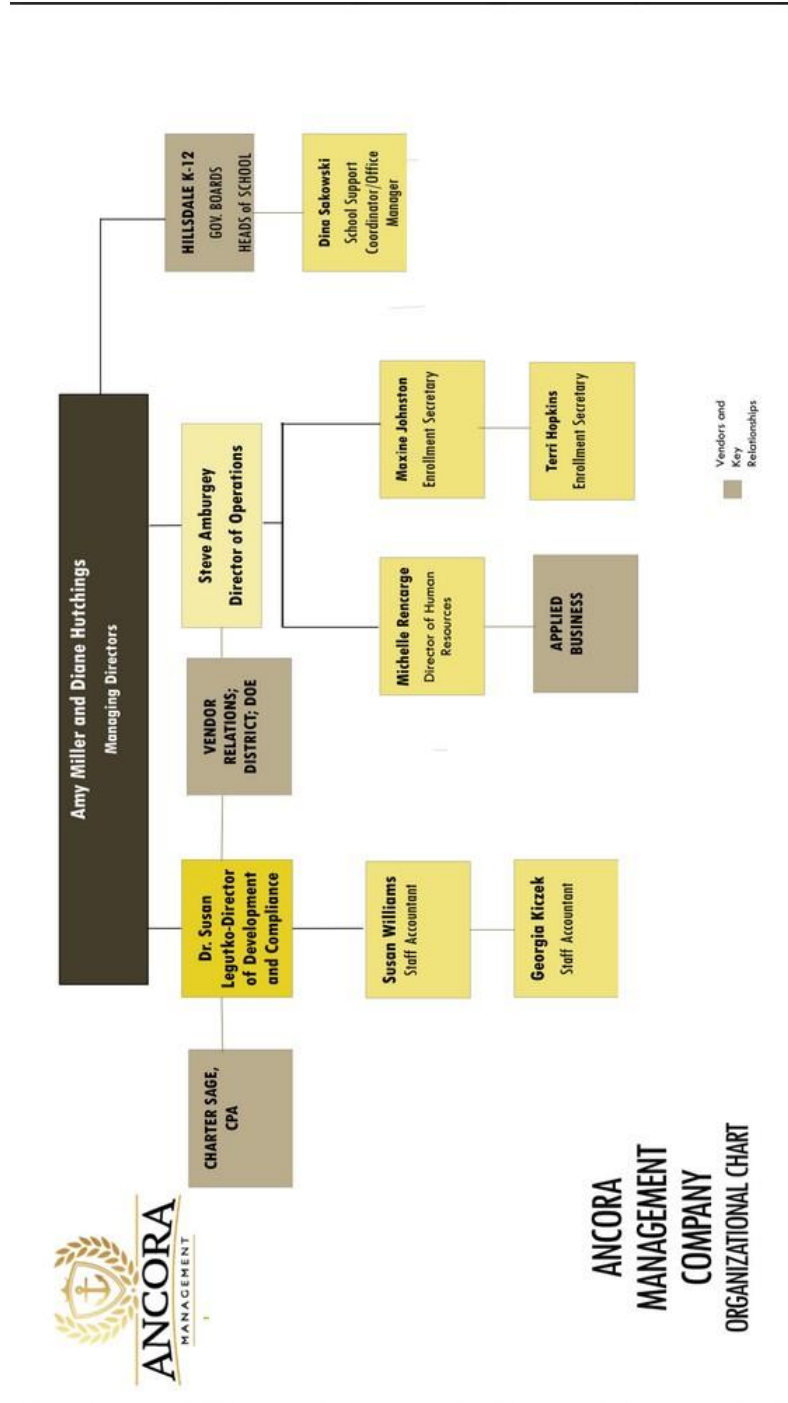 Amy Miller and Diane Hutchings
Managing Directors
CHARTER SAGE,
CPA
Dr. Susan
Legutko-Director
of Development
and Compliance
VENDOR
RELATIONS;
DISTRICT; DOE
Steve Amburgey
Director of Operations
HILLSDALE K-12
GOV. BOARDS
HEADS of SCHOOL
Susan Williams
Staff Accountant
Michelle Rencarge
Director of Human
Resources
Maxine Johnston
Enrollment Secretary
Dina Sakowski
School Support
Coordinator/Office
Manager
Georgia Kiczek
Staff Accountant
APPLIED
BUSINESS
Terri Hopkins
Enrollment Secretary
ANCORA
MANAGEMENT
ANCORA
MANAGEMENT
COMPANY
ORGANIZATIONAL CHART
Vendors and
Key
Relationships